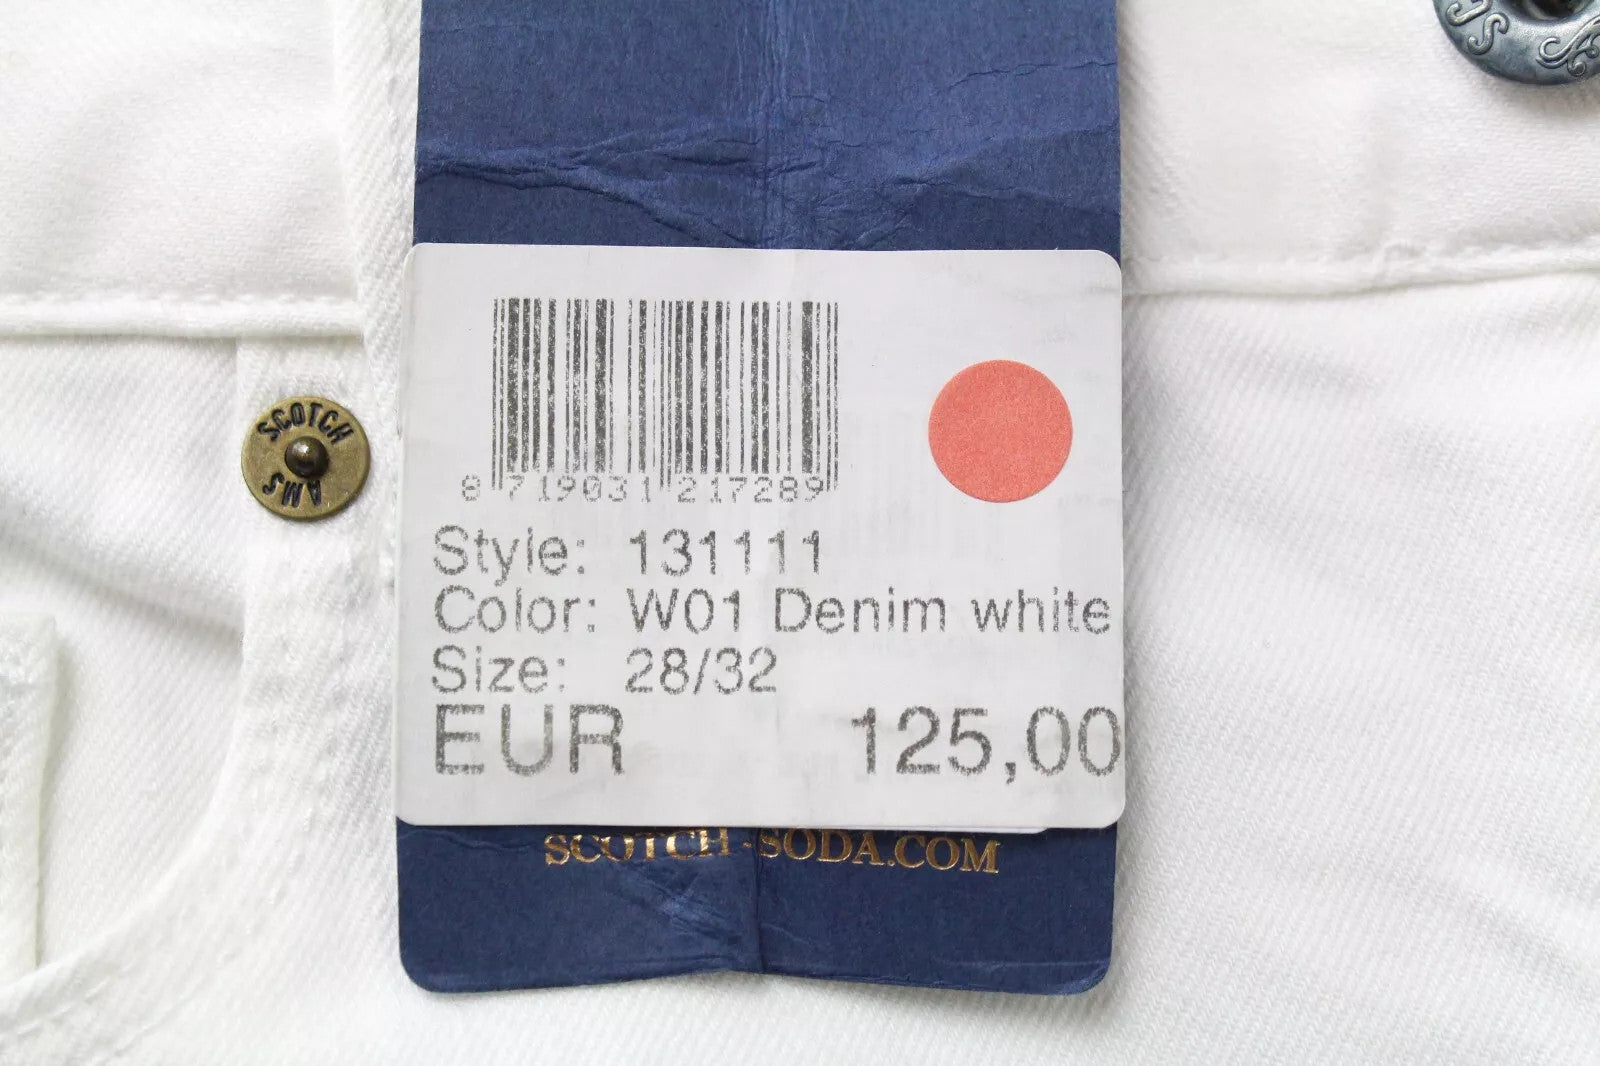 SCOTCH
AMS
8 719031 217289
Style: 131111
Color: W01 Denim white
Size: 28/32
EUR 125,00
SCOTCH-SODA.COM